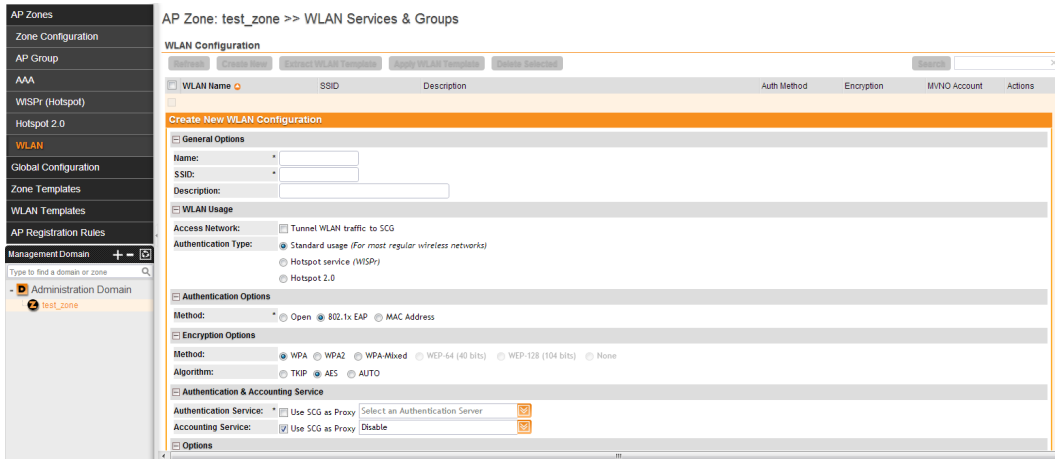 AP Zones
Zone Configuration
AP Group
AAA
WISPr (Hotspot)
Hotspot 2.0
WLAN
Global Configuration
Zone Templates
WLAN Templates
AP Registration Rules
Management Domain
Type to find a domain or zone
Administration Domain
test_zone
AP Zone: test_zone >> WLAN Services & Groups
WLAN Configuration
Refresh Create New Extract WLAN Template Apply WLAN Template Delete Selected Search
WLAN Name SSID Description Auth Method Encryption MVNO Account Actions
Create New WLAN Configuration
General Options
Name: *
SSID: *
Description:
WLAN Usage
Access Network: Tunnel WLAN traffic to SCG
Authentication Type: Standard usage (For most regular wireless networks)
Hotspot service (WISPr)
Hotspot 2.0
Authentication Options
Method: * Open 802.1x EAP MAC Address
Encryption Options
Method: WPA WPA2 WPA-Mixed WEP-64 (40 bits) WEP-128 (104 bits) None
Algorithm: TKIP AES AUTO
Authentication & Accounting Service
Authentication Service: * Use SCG as Proxy Select an Authentication Server
Accounting Service: Use SCG as Proxy Disable
Options